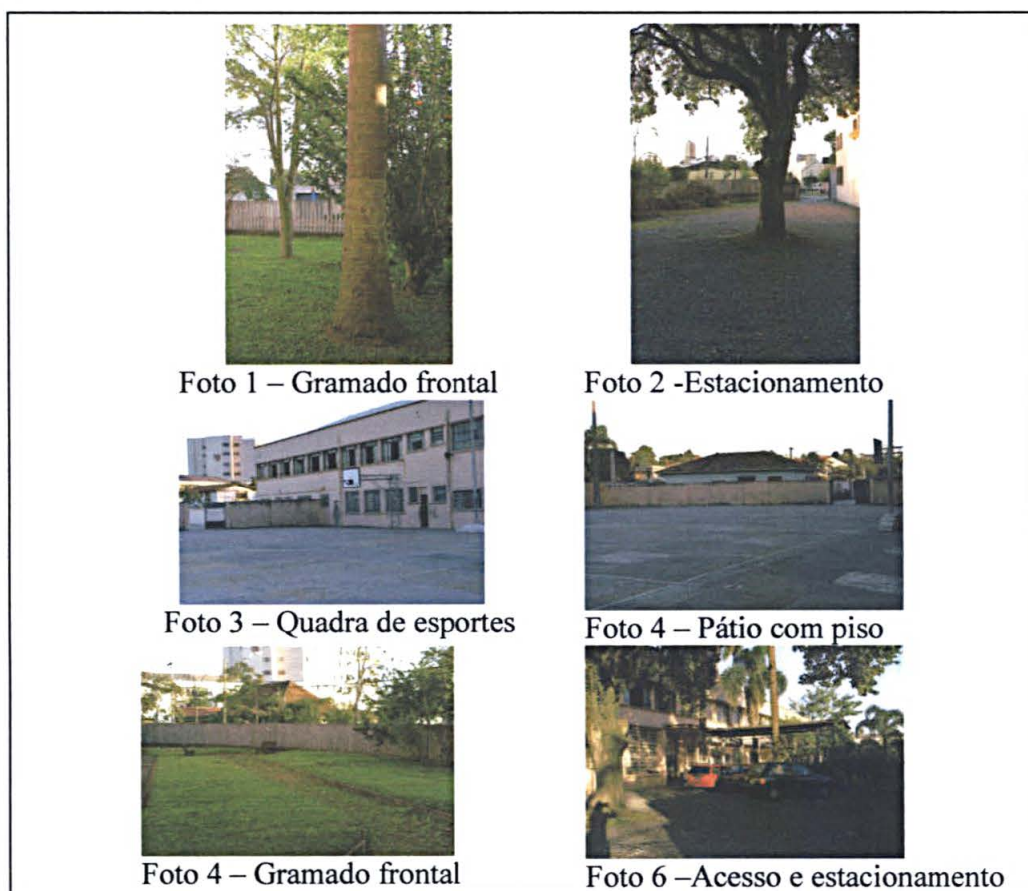 Foto 1 – Gramado frontal
Foto 2 -Estacionamento
Foto 3 – Quadra de esportes
Foto 4 – Pátio com piso
Foto 4 – Gramado frontal
Foto 6 –Acesso e estacionamento